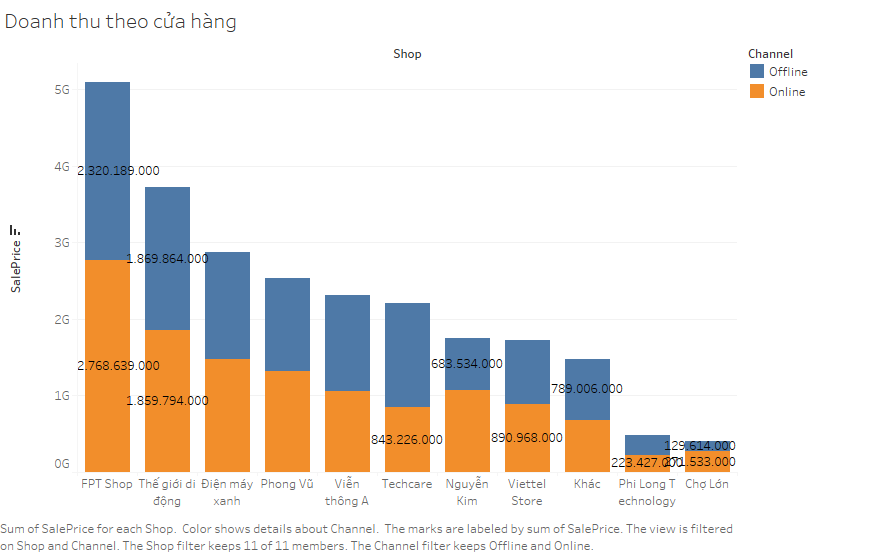 Doanh thu theo cửa hàng
Shop
Channel
Offline
Online
5G
4G
3G
2G
1G
0G
SalePrice
2.320.189.000
1.869.864.000
2.768.639.000
1.859.794.000
683.534.000
789.006.000
843.226.000
890.968.000
129.614.000
223.427.000
271.533.000
FPT Shop
Thế giới di
động
Điện máy
xanh
Phong Vũ
Viễn
thông A
Techcare
Nguyễn
Kim
Viettel
Store
Khác
Phi Long T
echnology
Chợ Lớn
Sum of SalePrice for each Shop. Color shows details about Channel. The marks are labeled by sum of SalePrice. The view is filtered
on Shop and Channel. The Shop filter keeps 11 of 11 members. The Channel filter keeps Offline and Online.